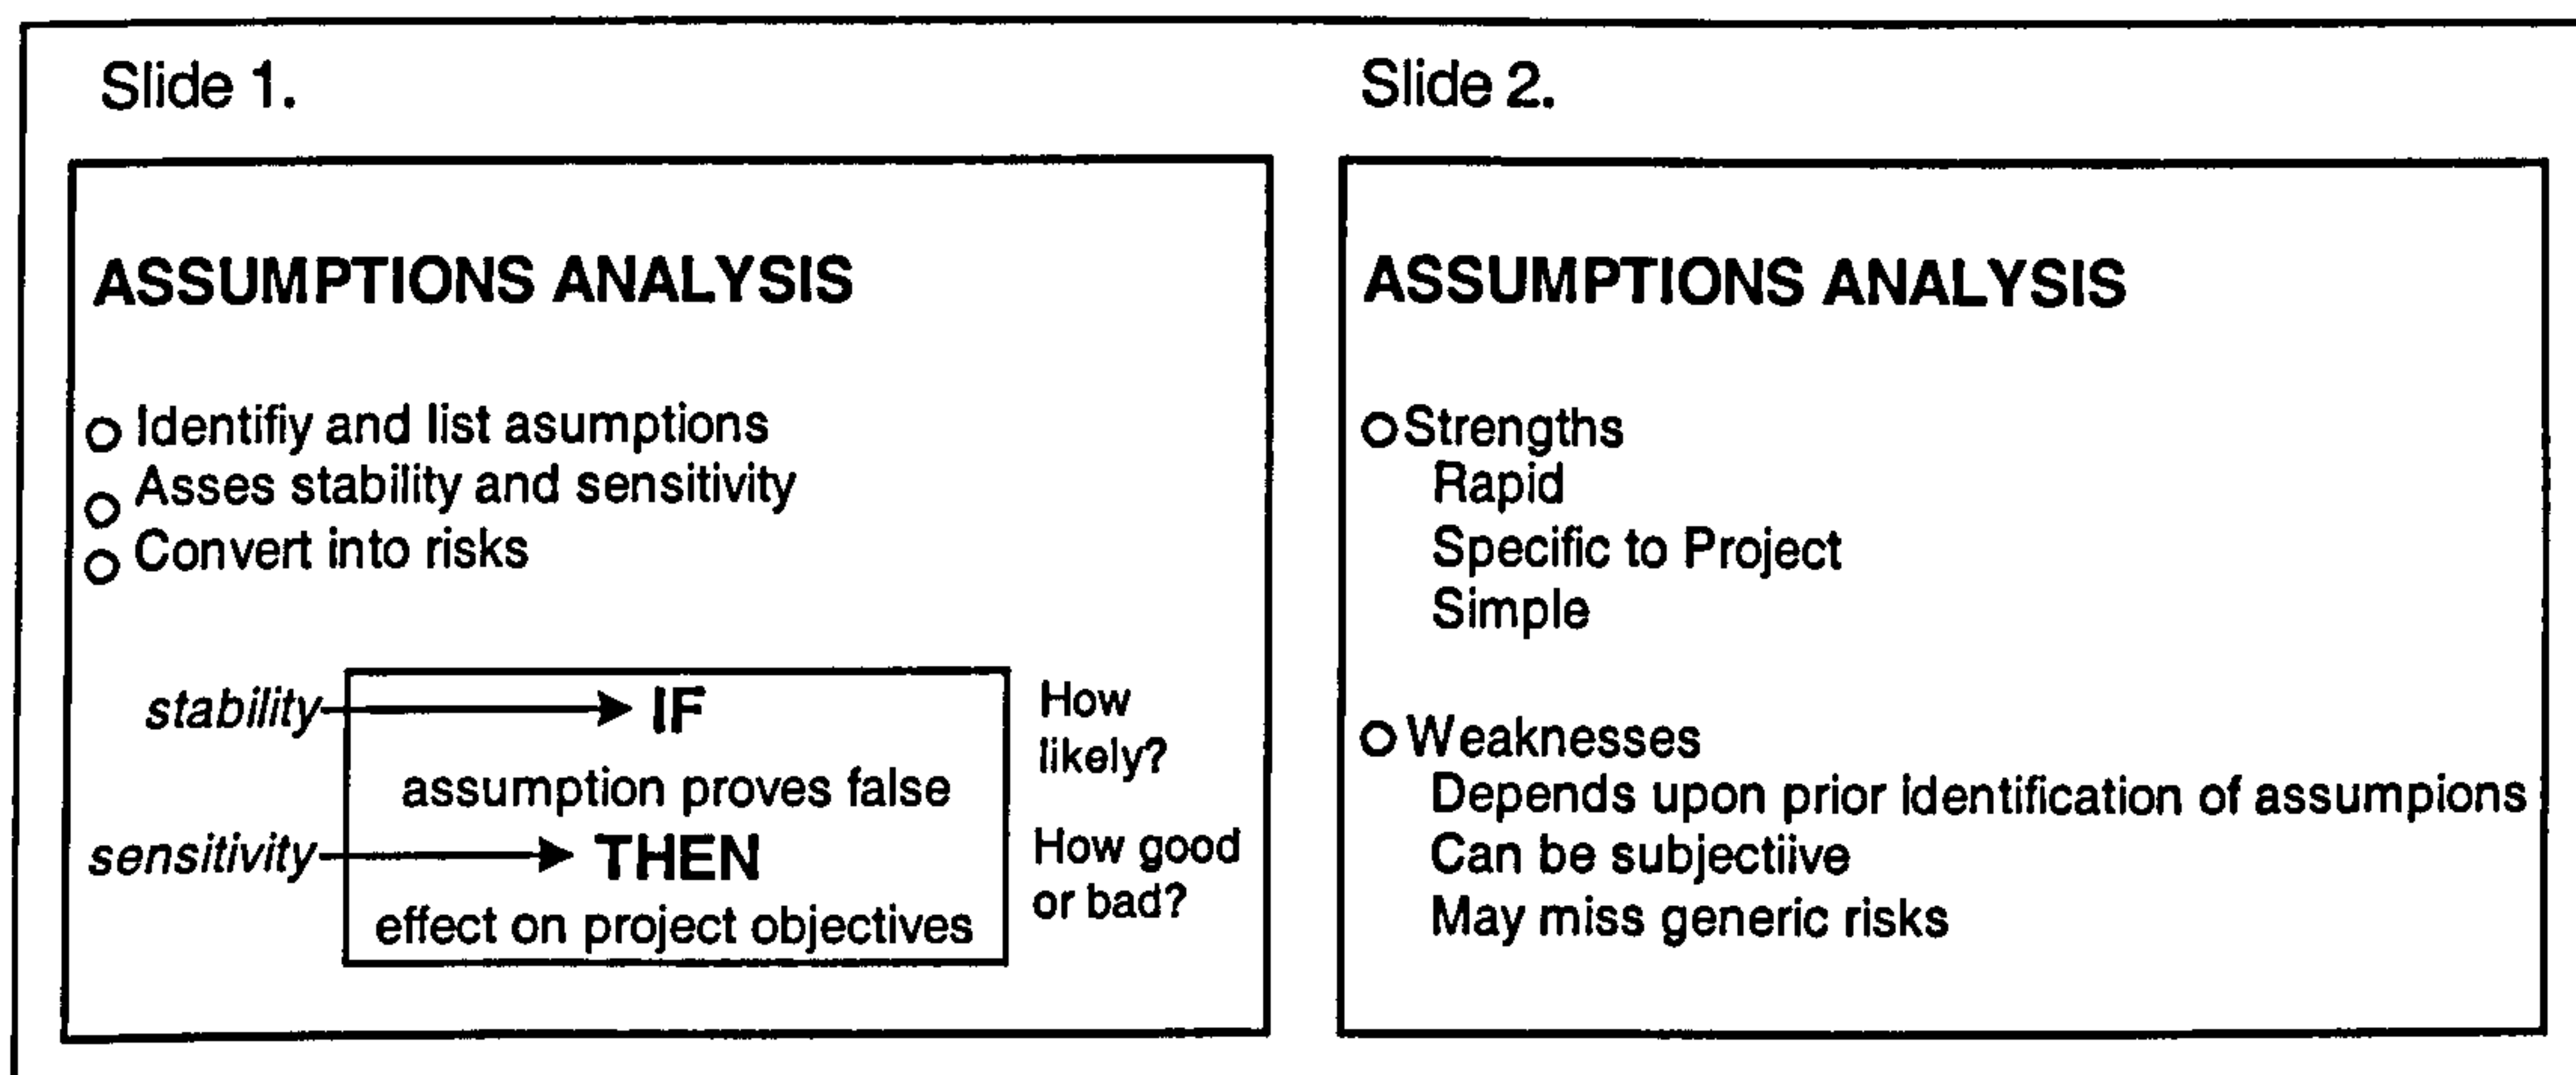 Slide 1.
ASSUMPTIONS ANALYSIS
Identifiy and list asumptions
Asses stability and sensitivity
Convert into risks
stability
IF
How
likely?
assumption proves false
sensitivity
THEN
How good
or bad?
effect on project objectives
Slide 2.
ASSUMPTIONS ANALYSIS
Strengths
Rapid
Specific to Project
Simple
Weaknesses
Depends upon prior identification of assumpions
Can be subjectiive
May miss generic risks